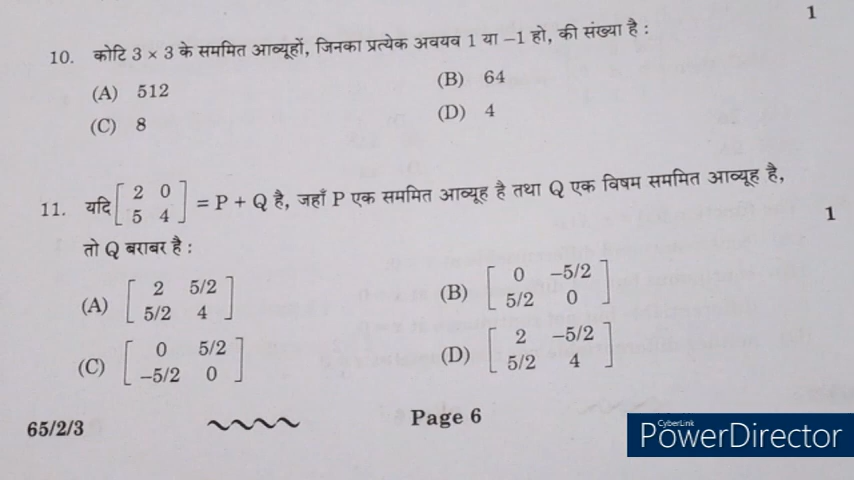 1
10. कोटि 3 × 3 के सममित आव्यूहों, जिनका प्रत्येक अवयव 1 या –1 हो, की संख्या है :
(A) 512 (B) 64
(C) 8 (D) 4
11. यदि [ 2 0 ; 5 4 ] = P + Q है, जहाँ P एक सममित आव्यूह है तथा Q एक विषम सममित आव्यूह है,
1
तो Q बराबर है :
(A) [ 2 5/2 ; 5/2 4 ] (B) [ 0 –5/2 ; 5/2 0 ]
(C) [ 0 5/2 ; –5/2 0 ] (D) [ 2 –5/2 ; 5/2 4 ]
65/2/3 Page 6
CyberLink
PowerDirector